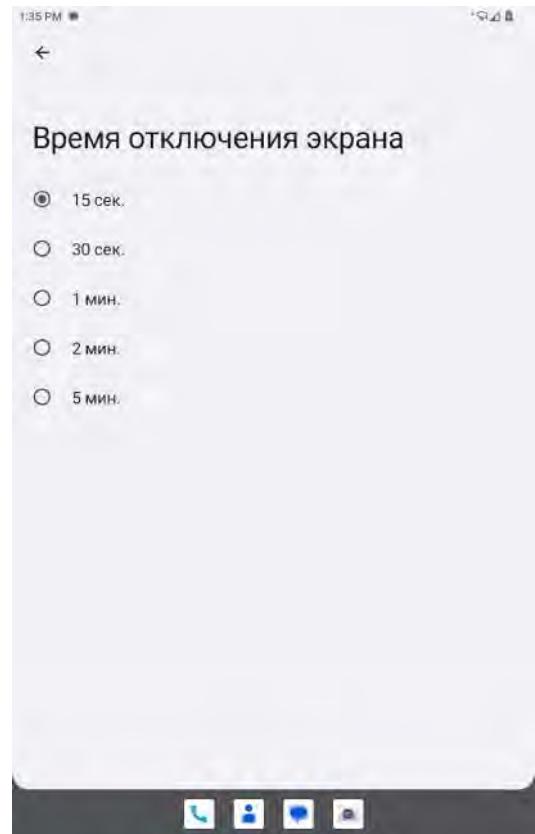 1:35 PM
Время отключения экрана
15 сек.
30 сек.
1 мин.
2 мин.
5 мин.